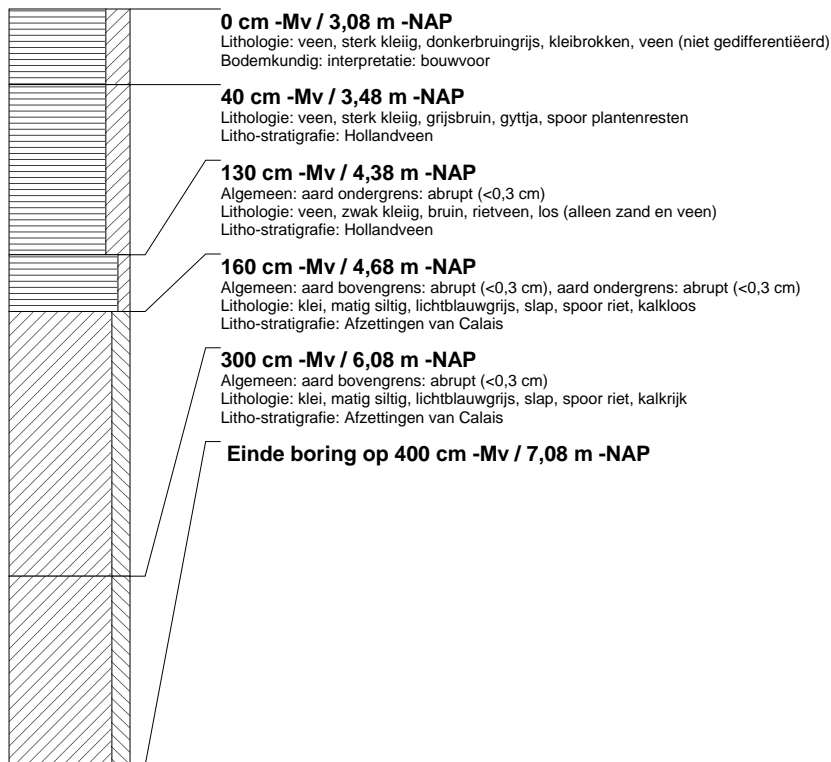 0 cm -Mv / 3,08 m -NAP
Lithologie: veen, sterk kleiig, donkerbruingrijs, kleibrokken, veen (niet gedifferentiëerd)
Bodemkundig: interpretatie: bouwvoor
40 cm -Mv / 3,48 m -NAP
Lithologie: veen, sterk kleiig, grijsbruin, gyttja, spoor plantenresten
Litho-stratigrafie: Hollandveen
130 cm -Mv / 4,38 m -NAP
Algemeen: aard ondergrens: abrupt (<0,3 cm)
Lithologie: veen, zwak kleiig, bruin, rietveen, los (alleen zand en veen)
Litho-stratigrafie: Hollandveen
160 cm -Mv / 4,68 m -NAP
Algemeen: aard bovengrens: abrupt (<0,3 cm), aard ondergrens: abrupt (<0,3 cm)
Lithologie: klei, matig siltig, lichtblauwgrijs, slap, spoor riet, kalkloos
Litho-stratigrafie: Afzettingen van Calais
300 cm -Mv / 6,08 m -NAP
Algemeen: aard bovengrens: abrupt (<0,3 cm)
Lithologie: klei, matig siltig, lichtblauwgrijs, slap, spoor riet, kalkrijk
Litho-stratigrafie: Afzettingen van Calais
Einde boring op 400 cm -Mv / 7,08 m -NAP